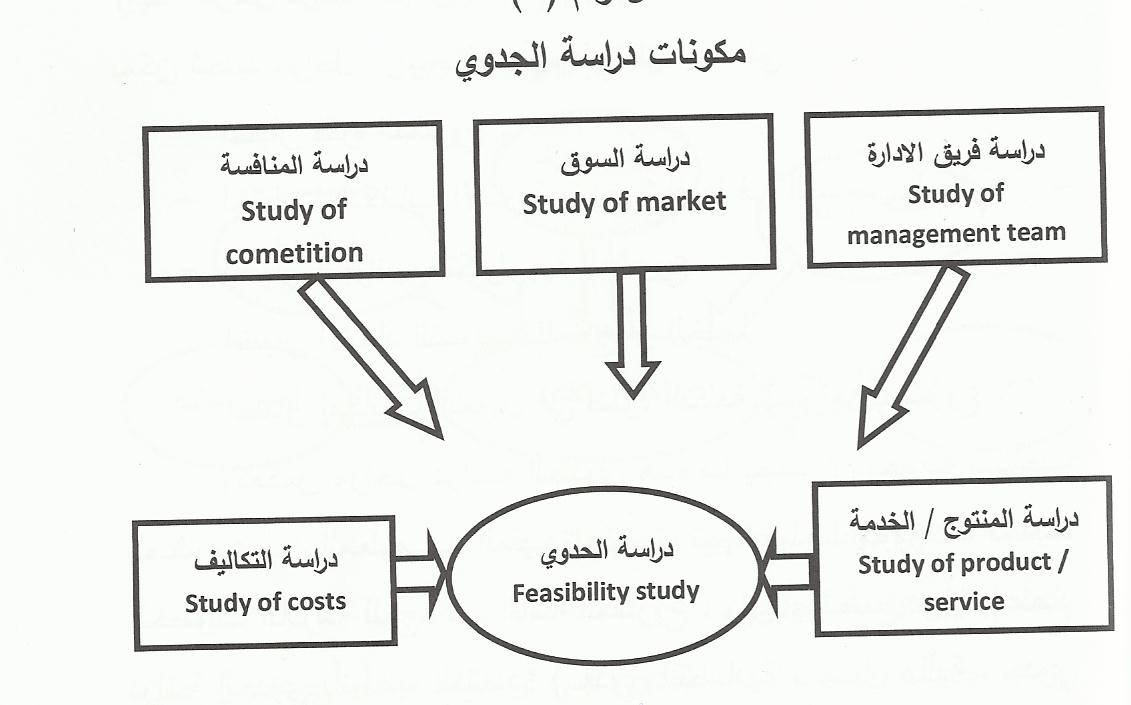 مكونات دراسة الجدوي
دراسة فريق الادارة
Study of
management team
دراسة السوق
Study of market
دراسة المنافسة
Study of
cometition
دراسة المنتوج / الخدمة
Study of product /
service
دراسة الحدوي
Feasibility study
دراسة التكاليف
Study of costs